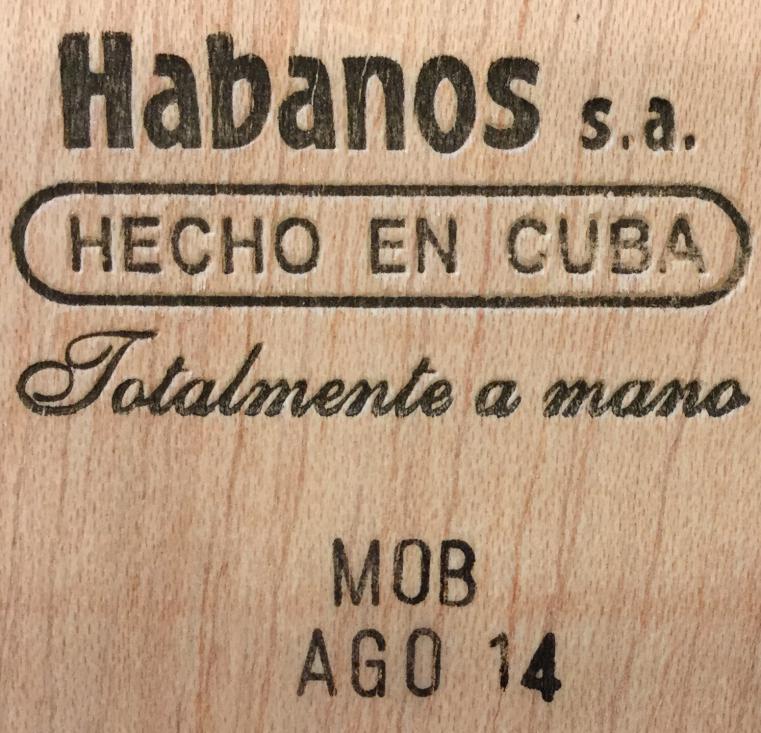 Habanos s.a.
HECHO EN CUBA
Totalmente a mano
MOB
AGO 14